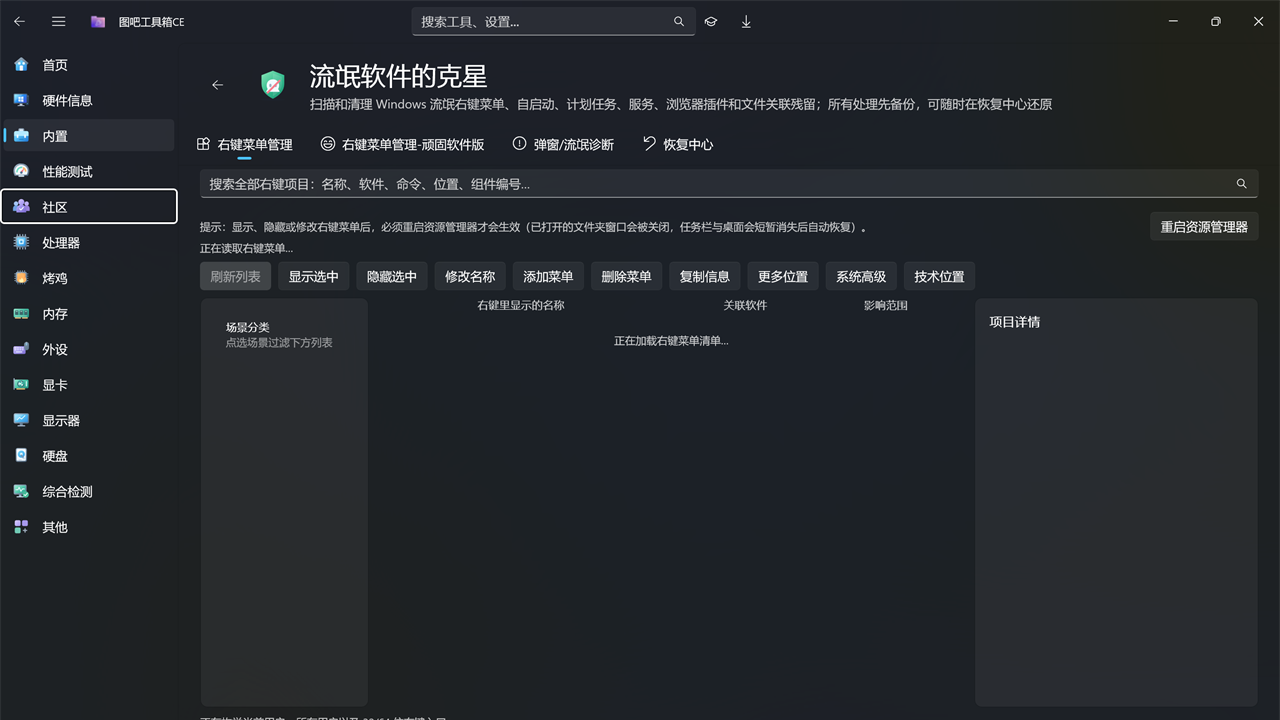 图吧工具箱CE
搜索工具、设置...
首页
硬件信息
内置
性能测试
社区
处理器
烤鸡
内存
外设
显卡
显示器
硬盘
综合检测
其他
流氓软件的克星
扫描和清理 Windows 流氓右键菜单、自启动、计划任务、服务、浏览器插件和文件关联残留；所有处理先备份，可随时在恢复中心还原
右键菜单管理 右键菜单管理-顽固软件版 弹窗/流氓诊断 恢复中心
搜索全部右键项目：名称、软件、命令、位置、组件编号...
提示：显示、隐藏或修改右键菜单后，必须重启资源管理器才会生效（已打开的文件夹窗口会被关闭，任务栏与桌面会短暂消失后自动恢复）。
重启资源管理器
正在读取右键菜单...
刷新列表 显示选中 隐藏选中 修改名称 添加菜单 删除菜单 复制信息 更多位置 系统高级 技术位置
场景分类
点选场景过滤下方列表
右键里显示的名称 关联软件 影响范围
正在加载右键菜单清单...
项目详情